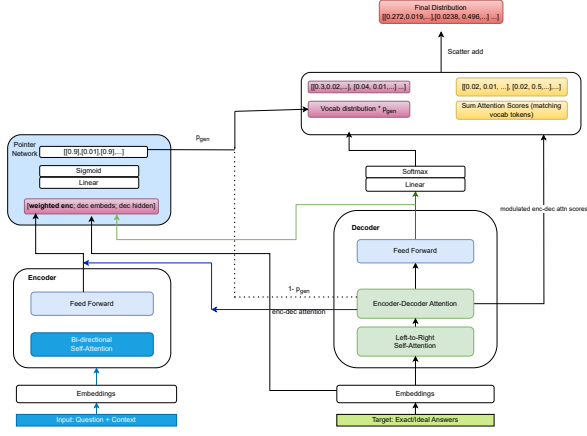 Final Distribution
[[0.272,0.019,...],[0.0238, 0.496,...] ...]
Scatter add
[[0.3,0.02,...], [0.04, 0.01,...] ...]
[[0.02, 0.01, ...], [0.02, 0.5,...],...]
Vocab distribution * pgen
Sum Attention Scores (matching
vocab tokens)
pgen
Pointer
Network
[[0.9],[0.01],[0.9],...]
Sigmoid
Linear
[weighted enc; dec embeds; dec hidden]
Softmax
Linear
modulated enc-dec attn scores
Decoder
Feed Forward
Encoder
Feed Forward
1- pgen
Encoder-Decoder Attention
enc-dec attention
Bi-directional
Self-Attention
Left-to-Right
Self-Attention
Embeddings
Embeddings
Input: Question + Context
Target: Exact/Ideal Answers